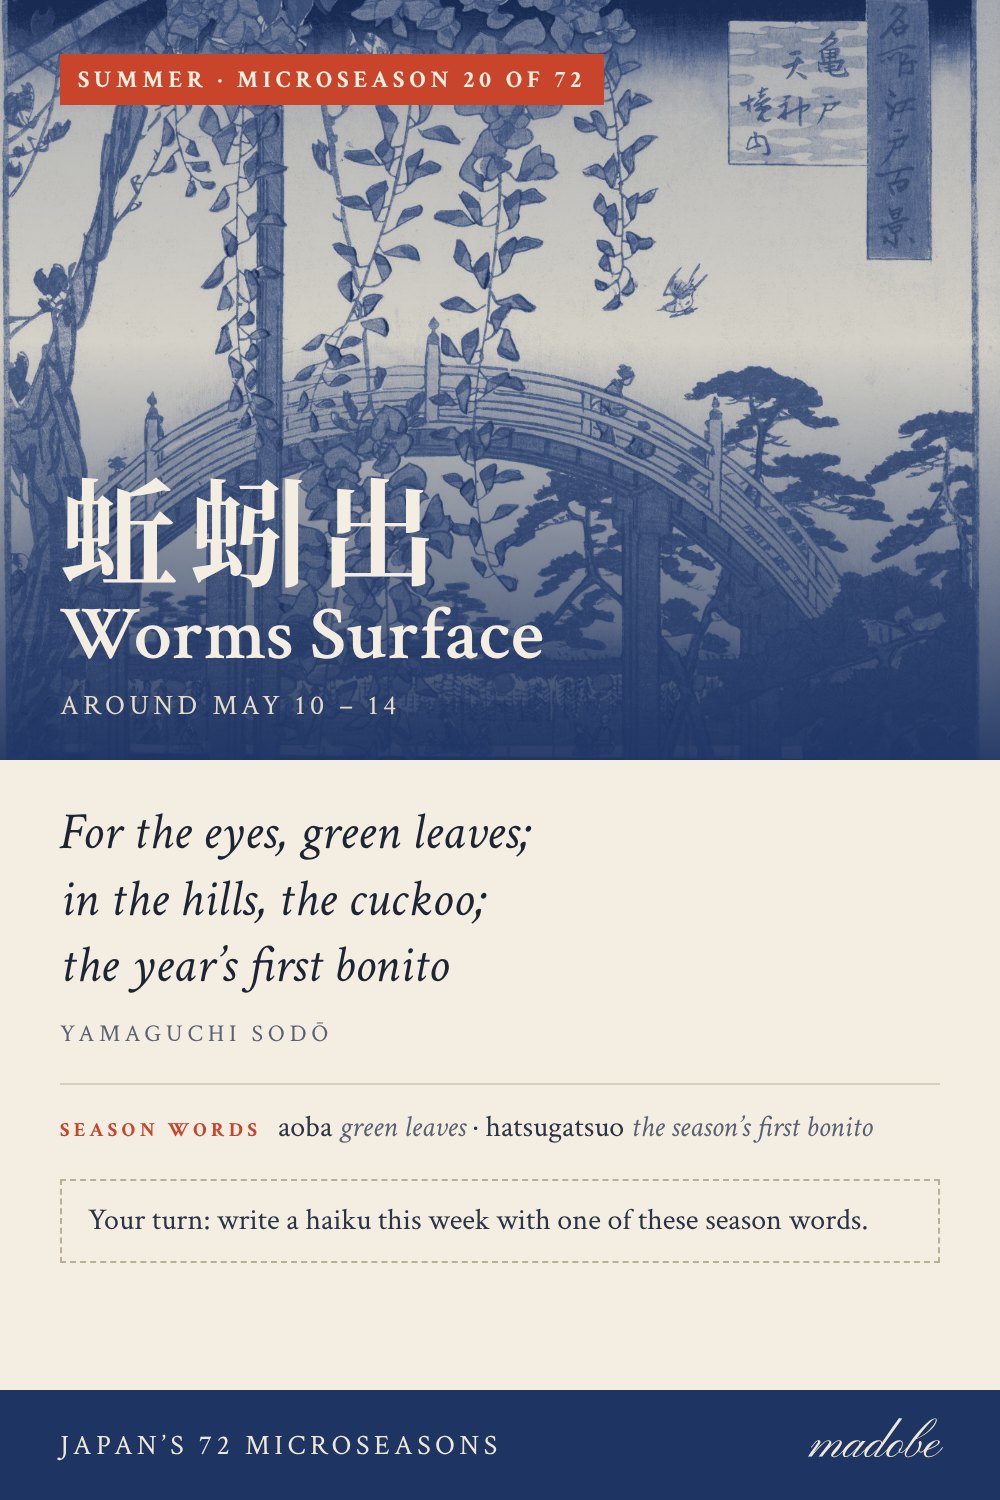 SUMMER · MICROSEASON 20 OF 72
名所江戸百景
亀戸
天神
境山
蚯蚓出
Worms Surface
AROUND MAY 10 – 14
For the eyes, green leaves;
in the hills, the cuckoo;
the year’s first bonito
YAMAGUCHI SODŌ
SEASON WORDS aoba green leaves · hatsugatsuo the season’s first bonito
Your turn: write a haiku this week with one of these season words.
JAPAN’S 72 MICROSEASONS
madobe